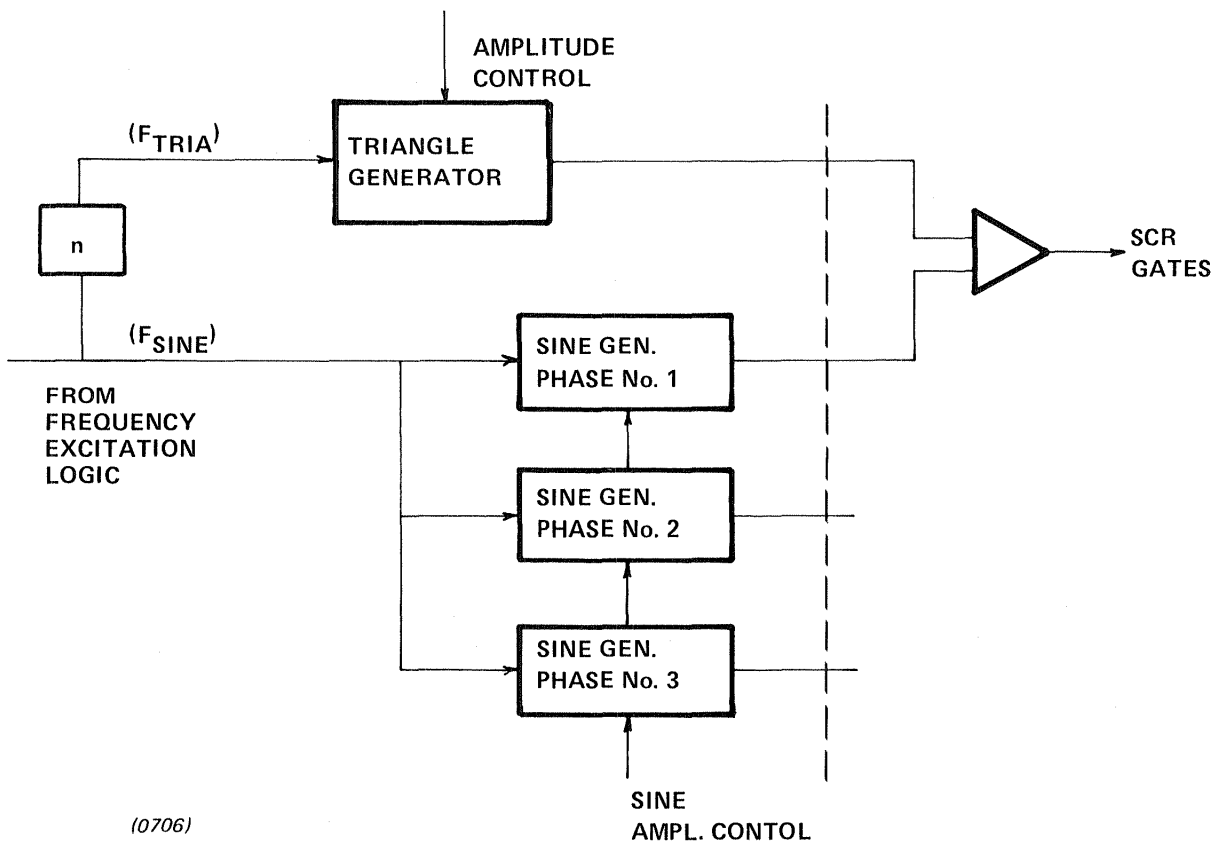 AMPLITUDE
CONTROL
(FTRIA)
TRIANGLE
GENERATOR
n
SCR
GATES
(FSINE)
SINE GEN.
PHASE No. 1
FROM
FREQUENCY
EXCITATION
LOGIC
SINE GEN.
PHASE No. 2
SINE GEN.
PHASE No. 3
SINE
AMPL. CONTOL
(0706)